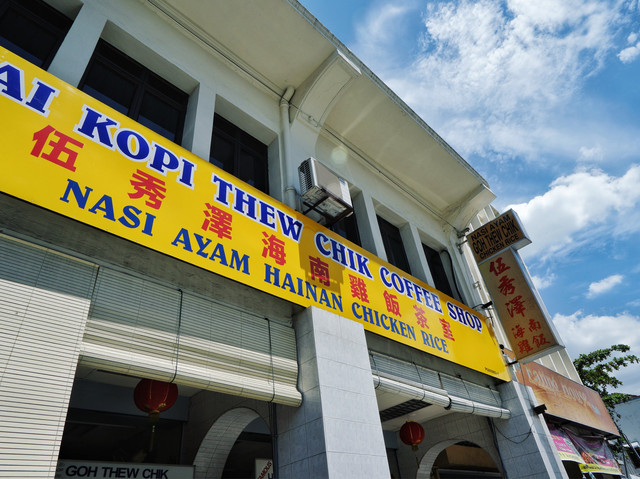 AI KOPI THEW CHIK COFFEE SHOP
伍秀澤海南雞飯茶室
NASI AYAM HAINAN CHICKEN RICE
GOH THEW CHIK
伍秀澤
海南
雞飯
GOH THEW CHIK